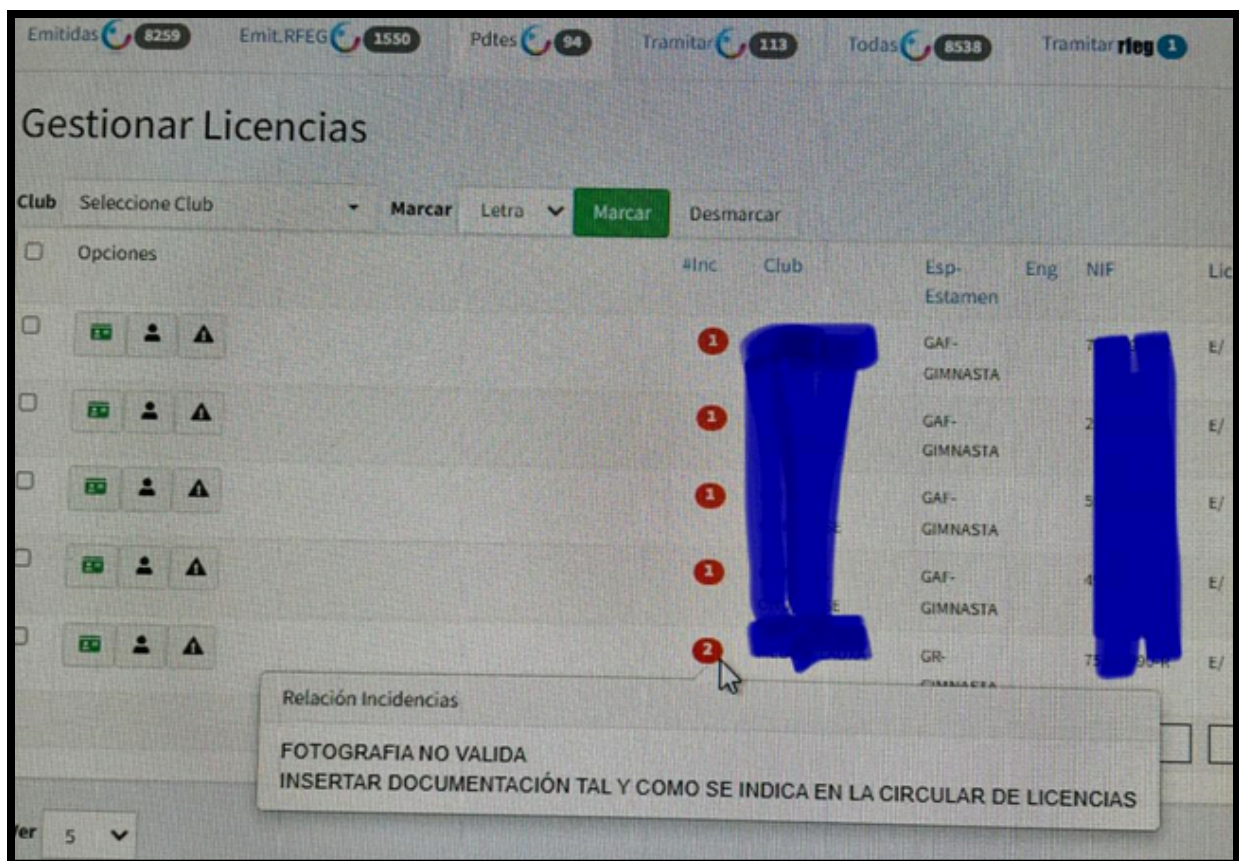 Emitidas 8259 Emit.RFEG 1550 Pdtes 94 Tramitar 113 Todas 8538 Tramitar rfeg 1
Gestionar Licencias
Club Seleccione Club Marcar Letra Marcar Desmarcar
Opciones #Inc Club Esp-Estamen Eng NIF Lic
1 GAF-
GIMNASTA E/
1 GAF-
GIMNASTA E/
1 GAF-
GIMNASTA E/
1 GAF-
GIMNASTA E/
2 GR- E/
Relación Incidencias
FOTOGRAFIA NO VALIDA
INSERTAR DOCUMENTACIÓN TAL Y COMO SE INDICA EN LA CIRCULAR DE LICENCIAS
5